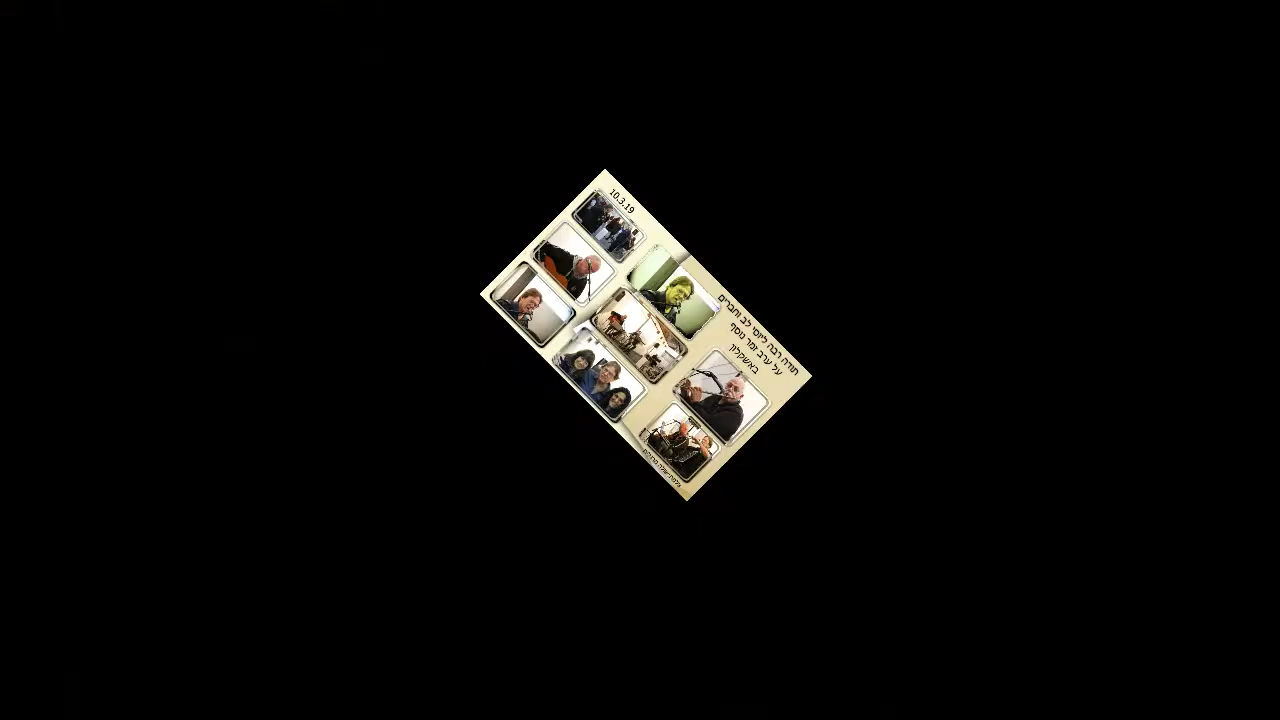 10.3.19
תודה רבה ליוסי לב וחברים
על ערב זמר נוסף
באשקלון